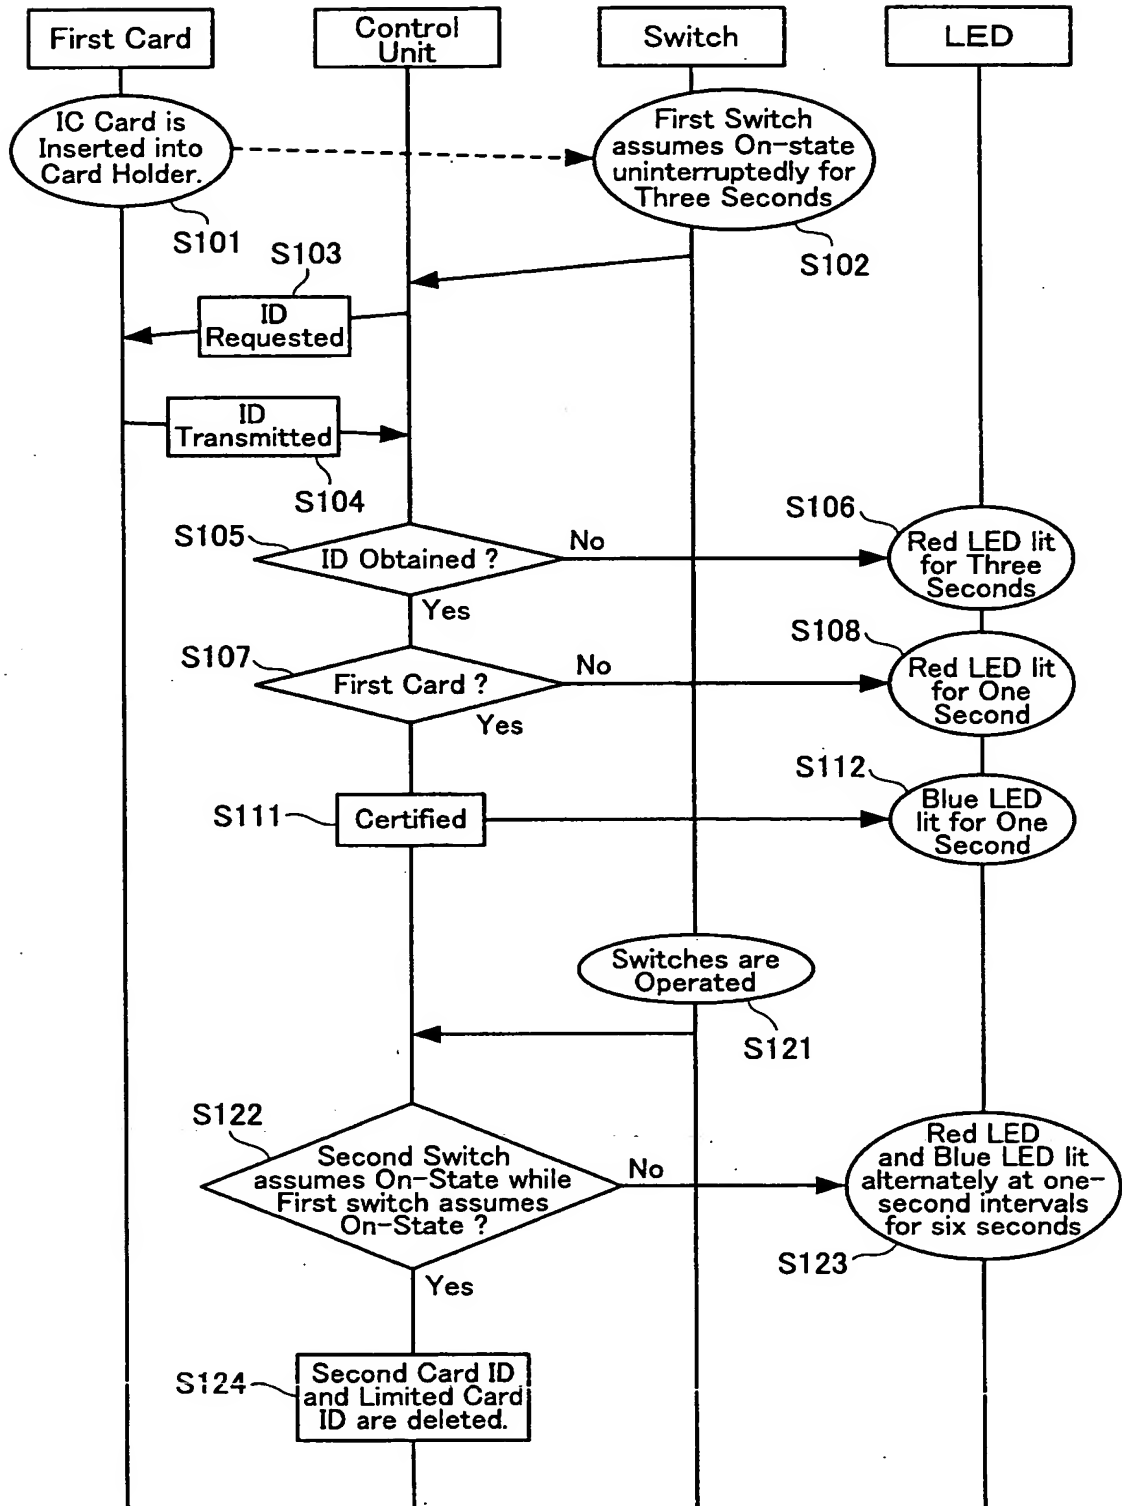 First Card
Control
Unit
Switch
LED
IC Card is
Inserted into
Card Holder.
S101
First Switch
assumes On-state
uninterruptedly for
Three Seconds
S102
S103
ID
Requested
ID
Transmitted
S104
S105
ID Obtained ?
No
Yes
S106
Red LED lit
for Three
Seconds
S107
First Card ?
No
Yes
S108
Red LED lit
for One
Second
S111
Certified
S112
Blue LED
lit for One
Second
Switches are
Operated
S121
S122
Second Switch
assumes On-State while
First switch assumes
On-State ?
No
Yes
Red LED
and Blue LED lit
alternately at one-
second intervals
for six seconds
S123
S124
Second Card ID
and Limited Card
ID are deleted.